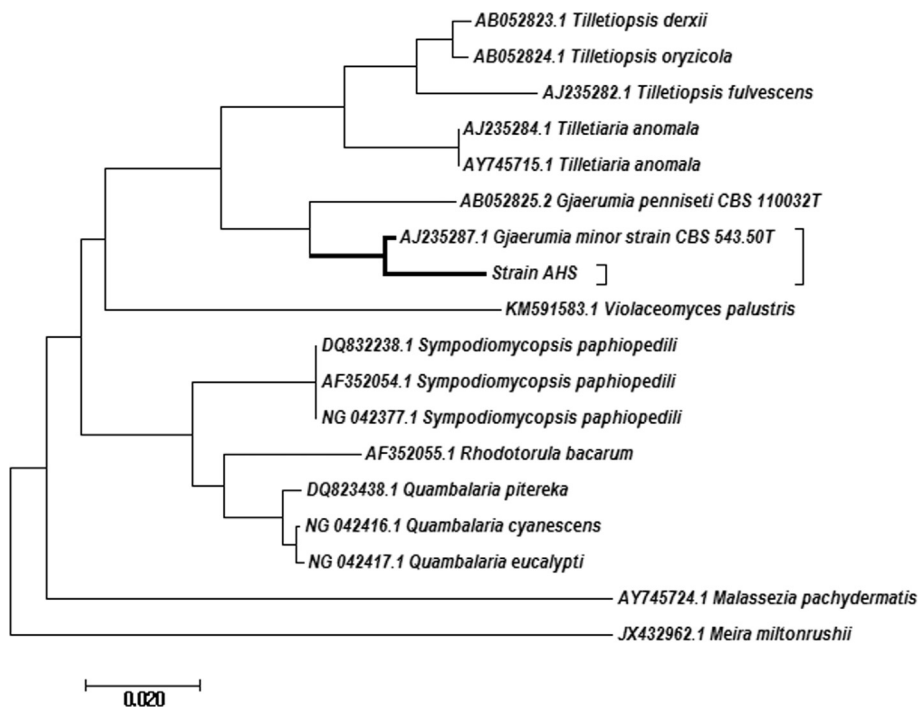 AB052823.1 Tilletiopsis derxii
AB052824.1 Tilletiopsis oryzicola
AJ235282.1 Tilletiopsis fulvescens
AJ235284.1 Tilletiaria anomala
AY745715.1 Tilletiaria anomala
AB052825.2 Gjaerumia penniseti CBS 110032T
AJ235287.1 Gjaerumia minor strain CBS 543.50T
Strain AHS
KM591583.1 Violaceomyces palustris
DQ832238.1 Sympodiomycopsis paphiopedili
AF352054.1 Sympodiomycopsis paphiopedili
NG 042377.1 Sympodiomycopsis paphiopedili
AF352055.1 Rhodotorula bacarum
DQ823438.1 Quambalaria pitereka
NG 042416.1 Quambalaria cyanescens
NG 042417.1 Quambalaria eucalypti
AY745724.1 Malassezia pachydermatis
JX432962.1 Meira miltonrushii
0.020